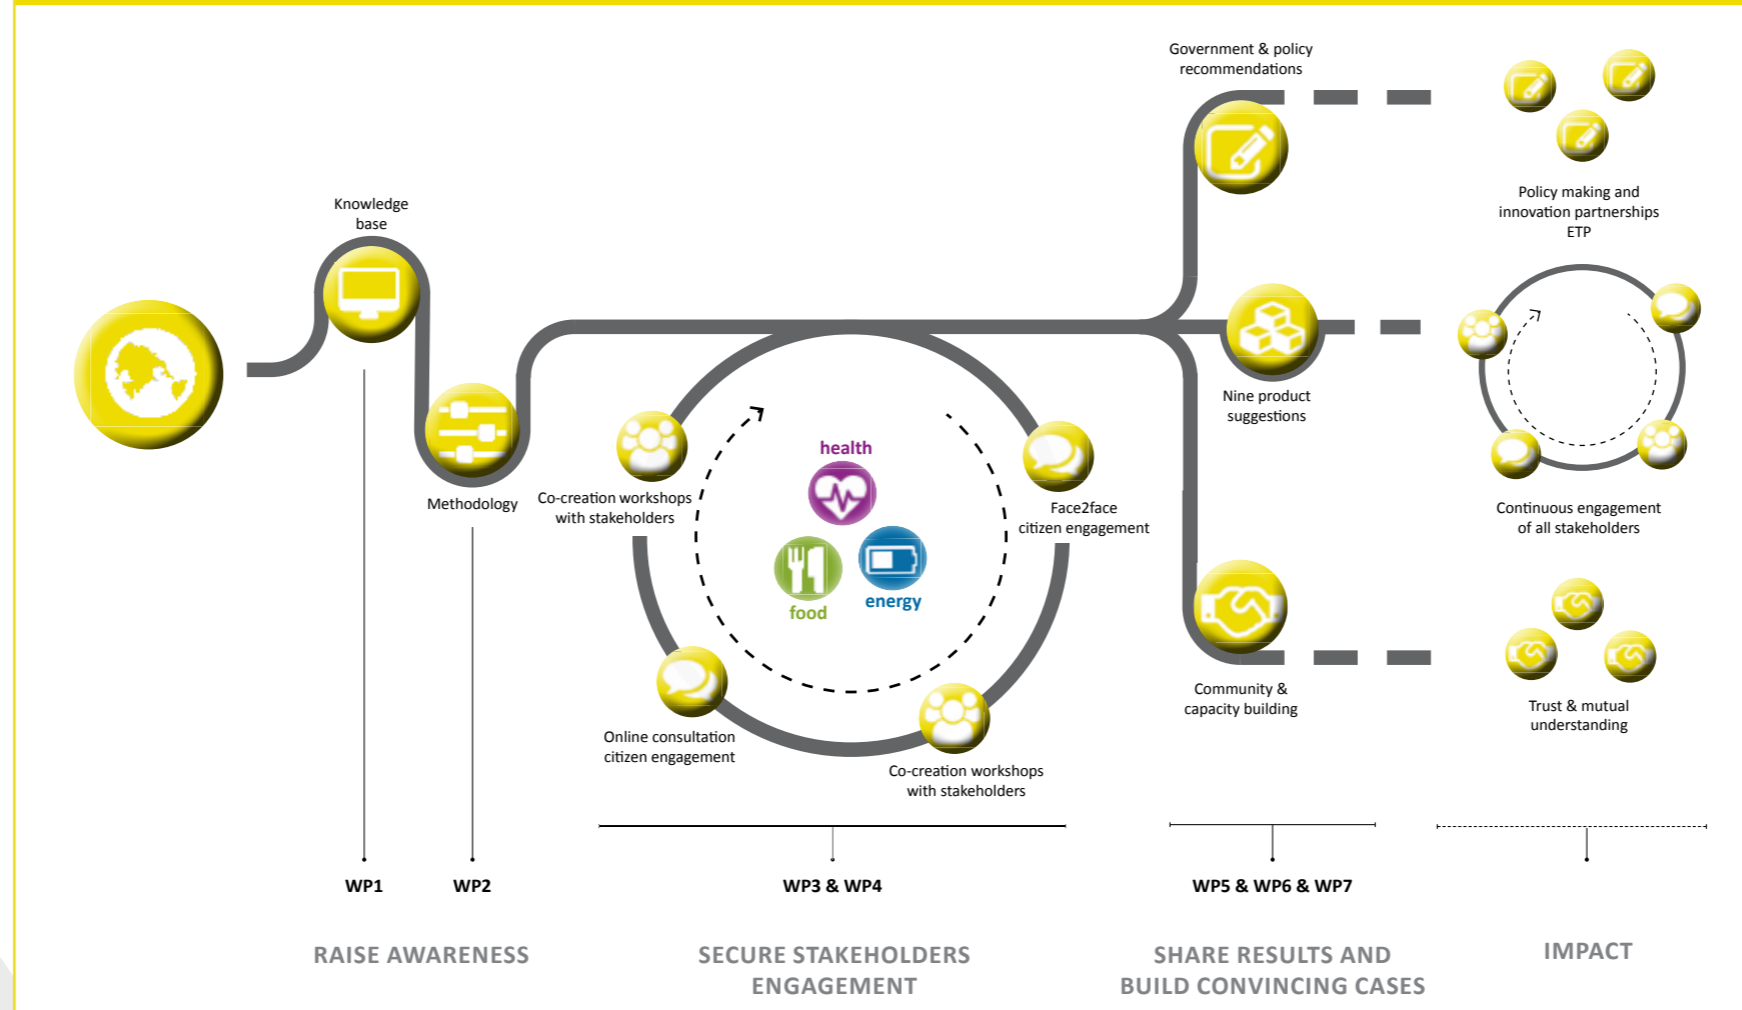 Knowledge
base
Methodology
Co-creation workshops
with stakeholders
health
food
energy
Face2face
citizen engagement
Online consultation
citizen engagement
Co-creation workshops
with stakeholders
Government & policy
recommendations
Nine product
suggestions
Community &
capacity building
Policy making and
innovation partnerships
ETP
Continuous engagement
of all stakeholders
Trust & mutual
understanding
WP1
WP2
WP3 & WP4
WP5 & WP6 & WP7
RAISE AWARENESS
SECURE STAKEHOLDERS
ENGAGEMENT
SHARE RESULTS AND
BUILD CONVINCING CASES
IMPACT